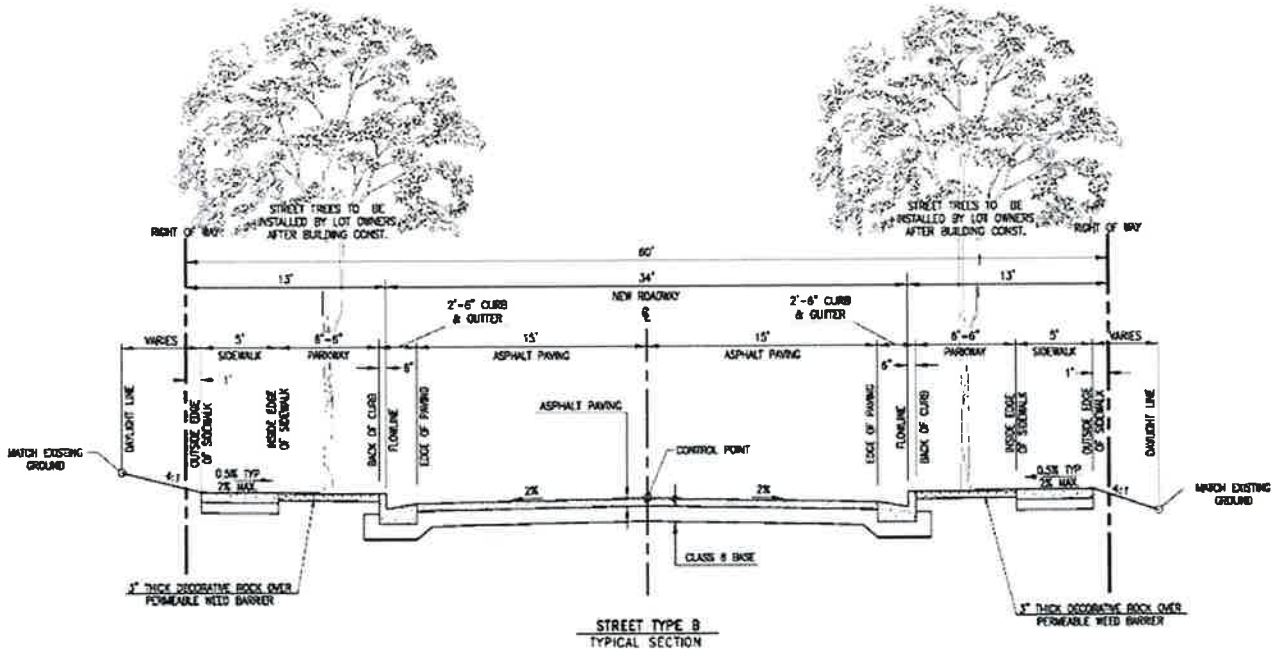 STREET TREES TO BE
INSTALLED BY LOT OWNERS
AFTER BUILDING CONST.
STREET TREES TO BE
INSTALLED BY LOT OWNERS
AFTER BUILDING CONST.
RIGHT OF WAY
RIGHT OF WAY
60'
13'
34'
13'
NEW ROADWAY
2'-6" CURB
& GUTTER
2'-6" CURB
& GUTTER
VARIES
5'
SIDEWALK
6'-6"
PARKWAY
15'
ASPHALT PAVING
15'
ASPHALT PAVING
6'-6"
PARKWAY
5'
SIDEWALK
VARIES
1'
6"
6"
1'
DAYLIGHT LINE
OUTSIDE EDGE
OF SIDEWALK
INSIDE EDGE
OF SIDEWALK
BACK OF CURB
FLOWLINE
EDGE OF PAVING
ASPHALT PAVING
CONTROL POINT
EDGE OF PAVING
FLOWLINE
BACK OF CURB
INSIDE EDGE
OF SIDEWALK
OUTSIDE EDGE
OF SIDEWALK
DAYLIGHT LINE
MATCH EXISTING
GROUND
4:1
0.5% TYP
2% MAX.
2%
2%
0.5% TYP
2% MAX.
4:1
MATCH EXISTING
GROUND
CLASS 6 BASE
3" THICK DECORATIVE ROCK OVER
PERMEABLE WEED BARRIER
3" THICK DECORATIVE ROCK OVER
PERMEABLE WEED BARRIER
STREET TYPE B
TYPICAL SECTION